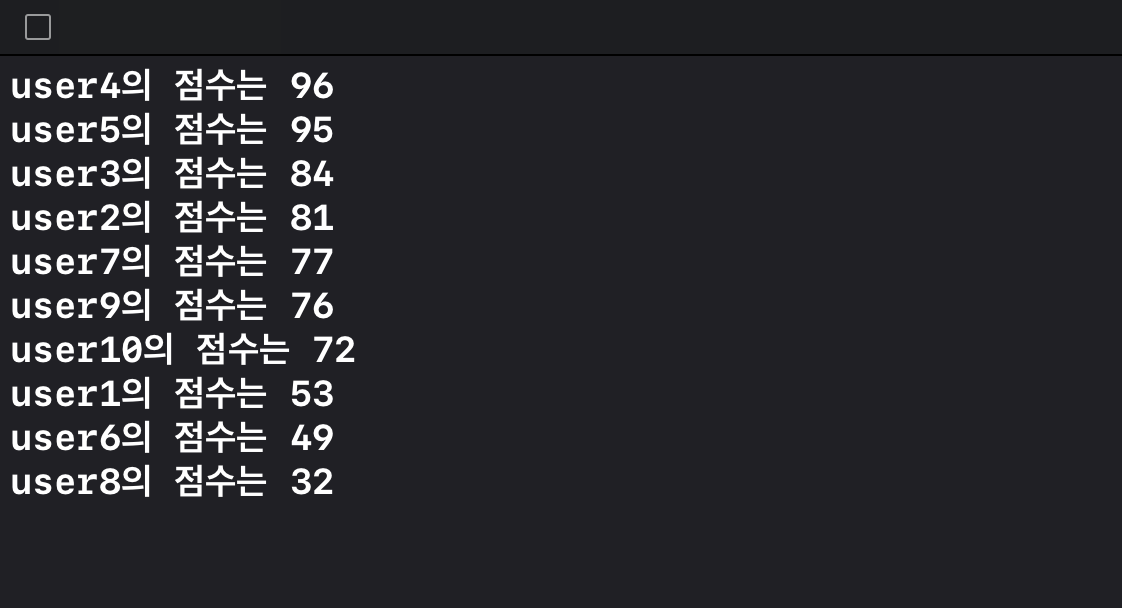 user4의 점수는 96
user5의 점수는 95
user3의 점수는 84
user2의 점수는 81
user7의 점수는 77
user9의 점수는 76
user10의 점수는 72
user1의 점수는 53
user6의 점수는 49
user8의 점수는 32